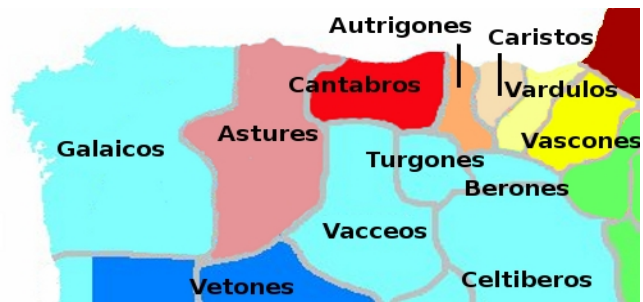 Autrigones
Caristos
Cantabros
Vardulos
Astures
Galaicos
Vascones
Turgones
Berones
Vacceos
Vetones
Celtiberos